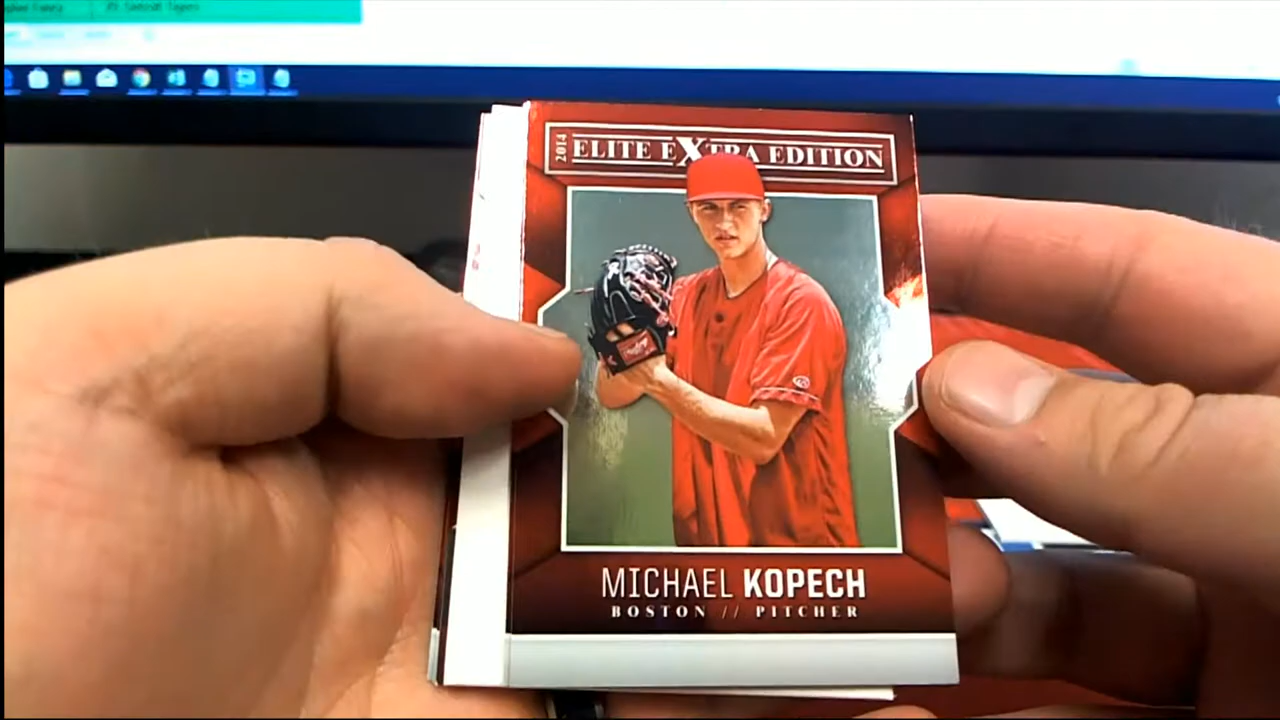 2014
ELITE EXTRA EDITION
MICHAEL KOPECH
BOSTON // PITCHER